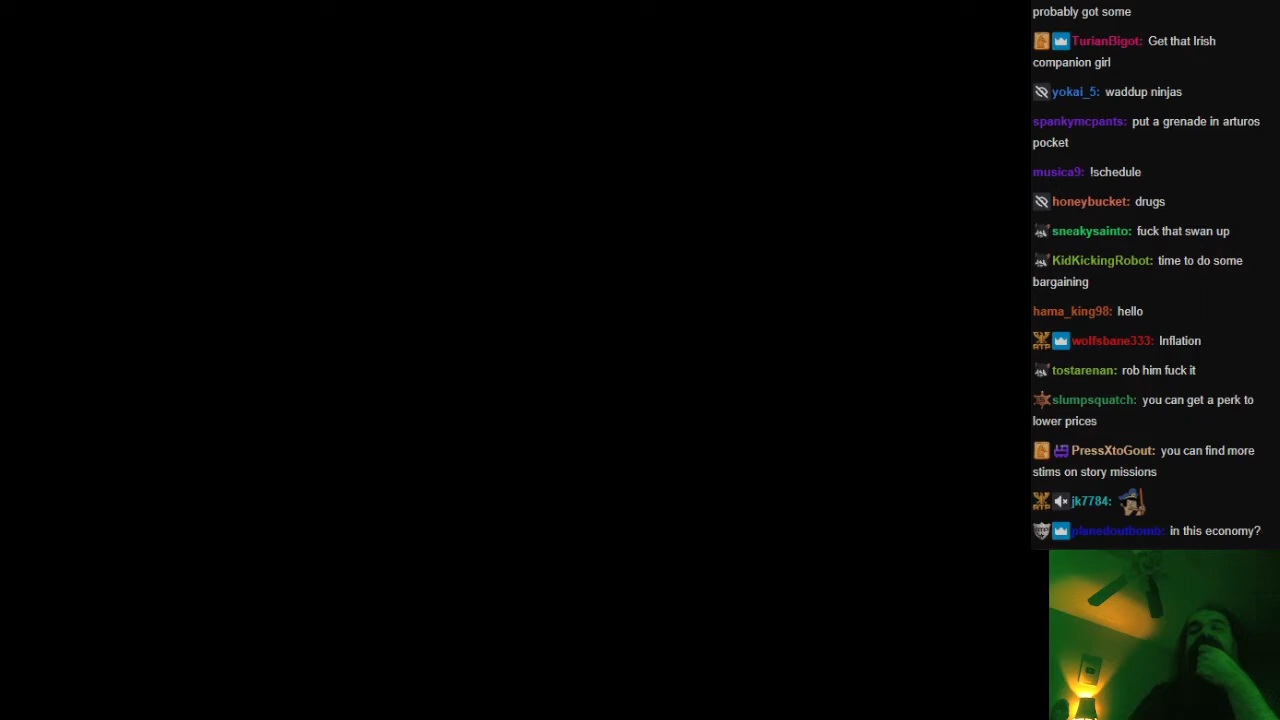 probably got some
TurianBigot: Get that Irish
companion girl
yokai_5: waddup ninjas
spankymcpants: put a grenade in arturos
pocket
musica9: !schedule
honeybucket: drugs
sneakysainto: fuck that swan up
KidKickingRobot: time to do some
bargaining
hama_king98: hello
wolfsbane333: Inflation
tostarenan: rob him fuck it
slumpsquatch: you can get a perk to
lower prices
PressXtoGout: you can find more
stims on story missions
jk7784:
planedoutbomb: in this economy?